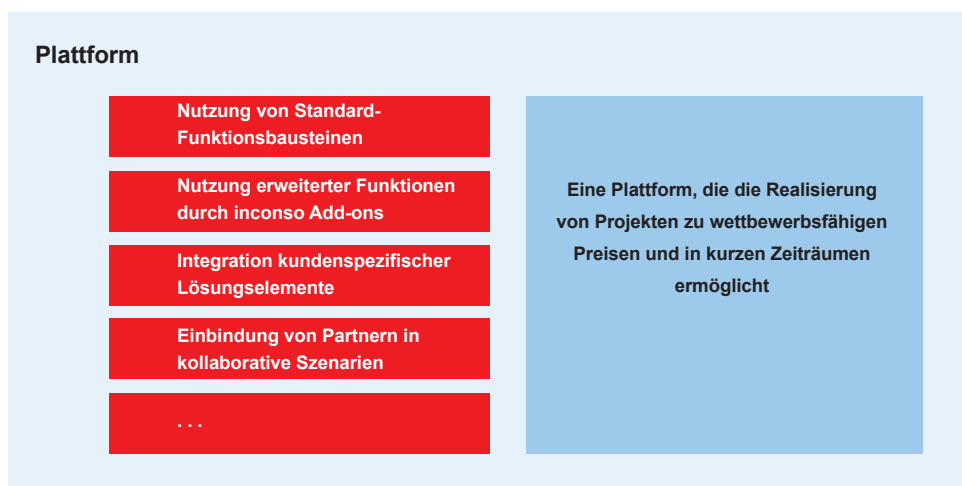 Plattform
Nutzung von Standard-
Funktionsbausteinen
Nutzung erweiterter Funktionen
durch inconso Add-ons
Integration kundenspezifischer
Lösungselemente
Einbindung von Partnern in
kollaborative Szenarien
. . .
Eine Plattform, die die Realisierung
von Projekten zu wettbewerbsfähigen
Preisen und in kurzen Zeiträumen
ermöglicht